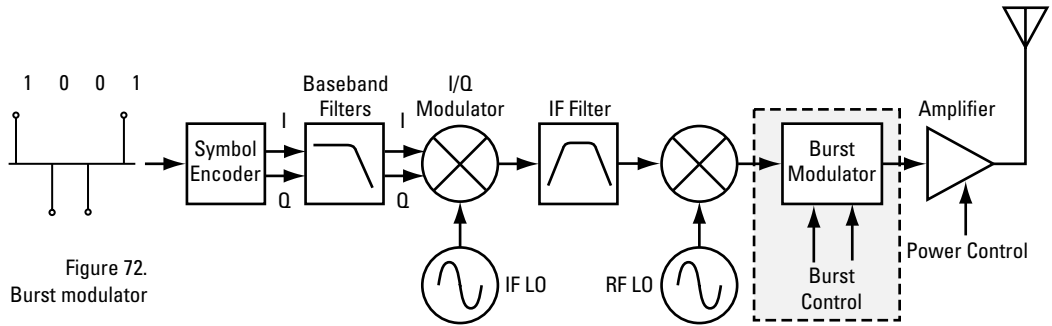 1 0 0 1
Symbol
Encoder
I
Q
Baseband
Filters
I
Q
I/Q
Modulator
IF LO
IF Filter
RF LO
Burst
Modulator
Burst
Control
Amplifier
Power Control
Figure 72.
Burst modulator